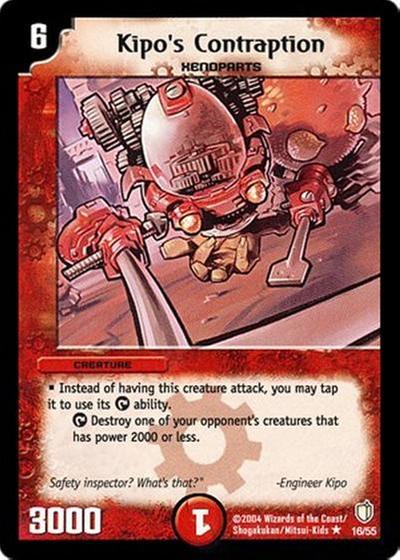 6 Kipo's Contraption
XENOPARTS
CREATURE
▪ Instead of having this creature attack, you may tap
it to use its ability.
Destroy one of your opponent's creatures that
has power 2000 or less.
Safety inspector? What's that?" -Engineer Kipo
3000
1
©2004 Wizards of the Coast/
Shogakukan/Mitsui-Kids ★ 16/55